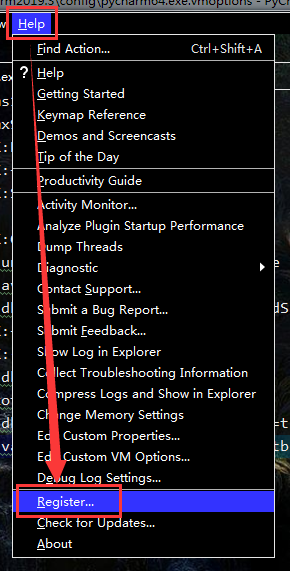 rm2019.3\config\pycharm64.exe.vmoptions - PyC
Help
Find Action... Ctrl+Shift+A
? Help
Getting Started
Keymap Reference
Demos and Screencasts
Tip of the Day
Productivity Guide
Activity Monitor...
Analyze Plugin Startup Performance
Dump Threads
Diagnostic
Contact Support...
Submit a Bug Report...
Submit Feedback...
Show Log in Explorer
Collect Troubleshooting Information
Compress Logs and Show in Explorer
Change Memory Settings
Edit Custom Properties...
Edit Custom VM Options...
Debug Log Settings...
Register...
Check for Updates...
About